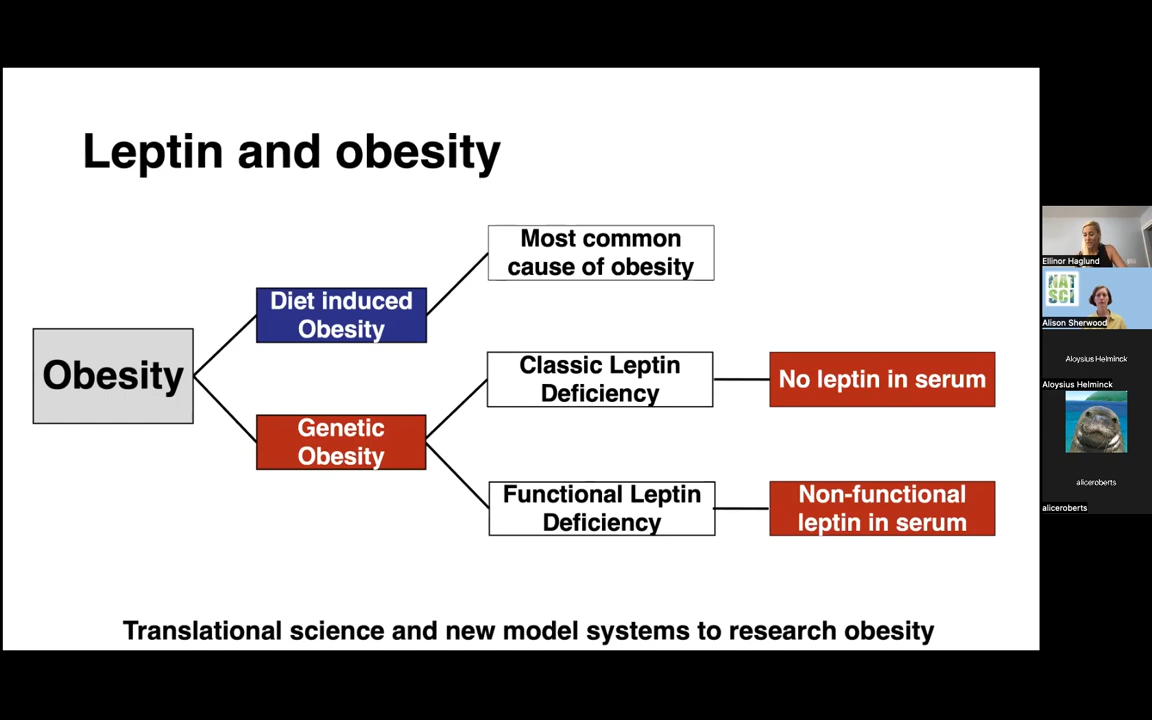 Leptin and obesity
Most common
cause of obesity
Diet induced
Obesity
Obesity
Classic Leptin
Deficiency
No leptin in serum
Genetic
Obesity
Functional Leptin
Deficiency
Non-functional
leptin in serum
Translational science and new model systems to research obesity
Ellinor Haglund
NAT
SCI
Alison Sherwood
Aloysius Helminck
Aloysius Helminck
aliceroberts
aliceroberts